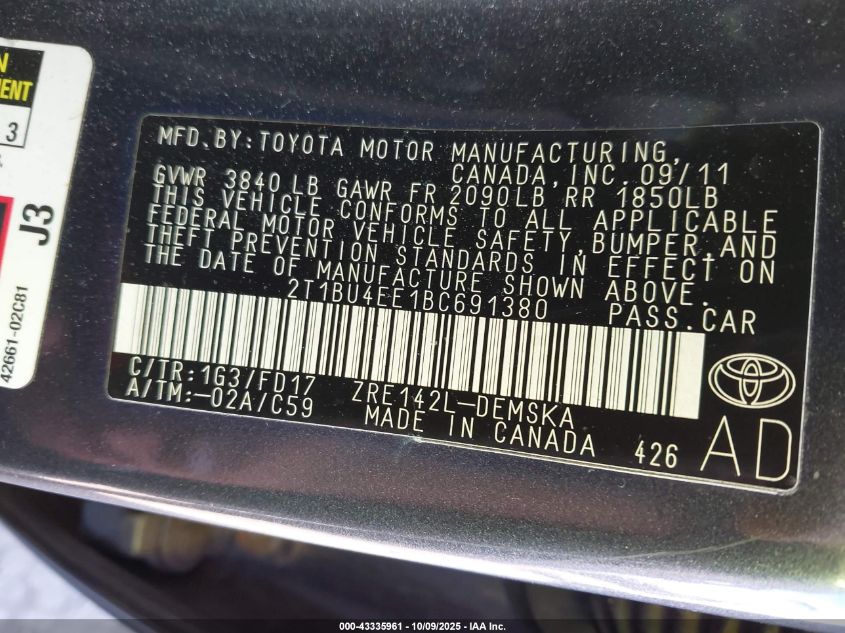 MFD.BY:TOYOTA MOTOR MANUFACTURING,
CANADA, INC. 09/11
GVWR 3840 LB GAWR FR 2090LB RR 1850LB
THIS VEHICLE CONFORMS TO ALL APPLICABLE
FEDERAL MOTOR VEHICLE SAFETY, BUMPER, AND
THEFT PREVENTION STANDARDS IN EFFECT ON
THE DATE OF MANUFACTURE SHOWN ABOVE.
2T1BU4EE1BC691380 PASS.CAR
C/TR:1G3/FD17 ZRE142L-DEMSKA
A/TM:-02A/C59 MADE IN CANADA 426
AD
N
MENT
3
J3
42661-02C81
000-43335961 - 10/09/2025 - IAA Inc.